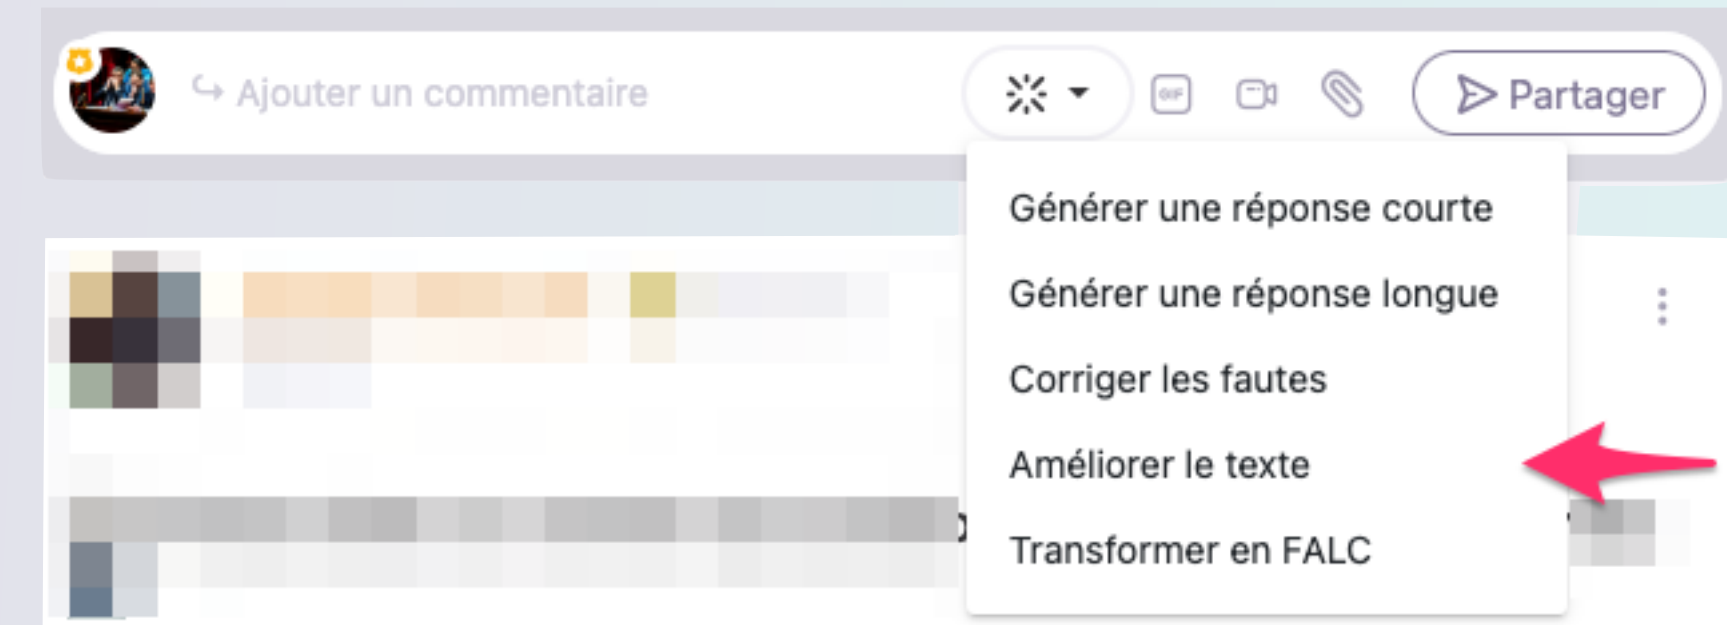 Ajouter un commentaire
GIF
Partager
Générer une réponse courte
Générer une réponse longue
Corriger les fautes
Améliorer le texte
Transformer en FALC